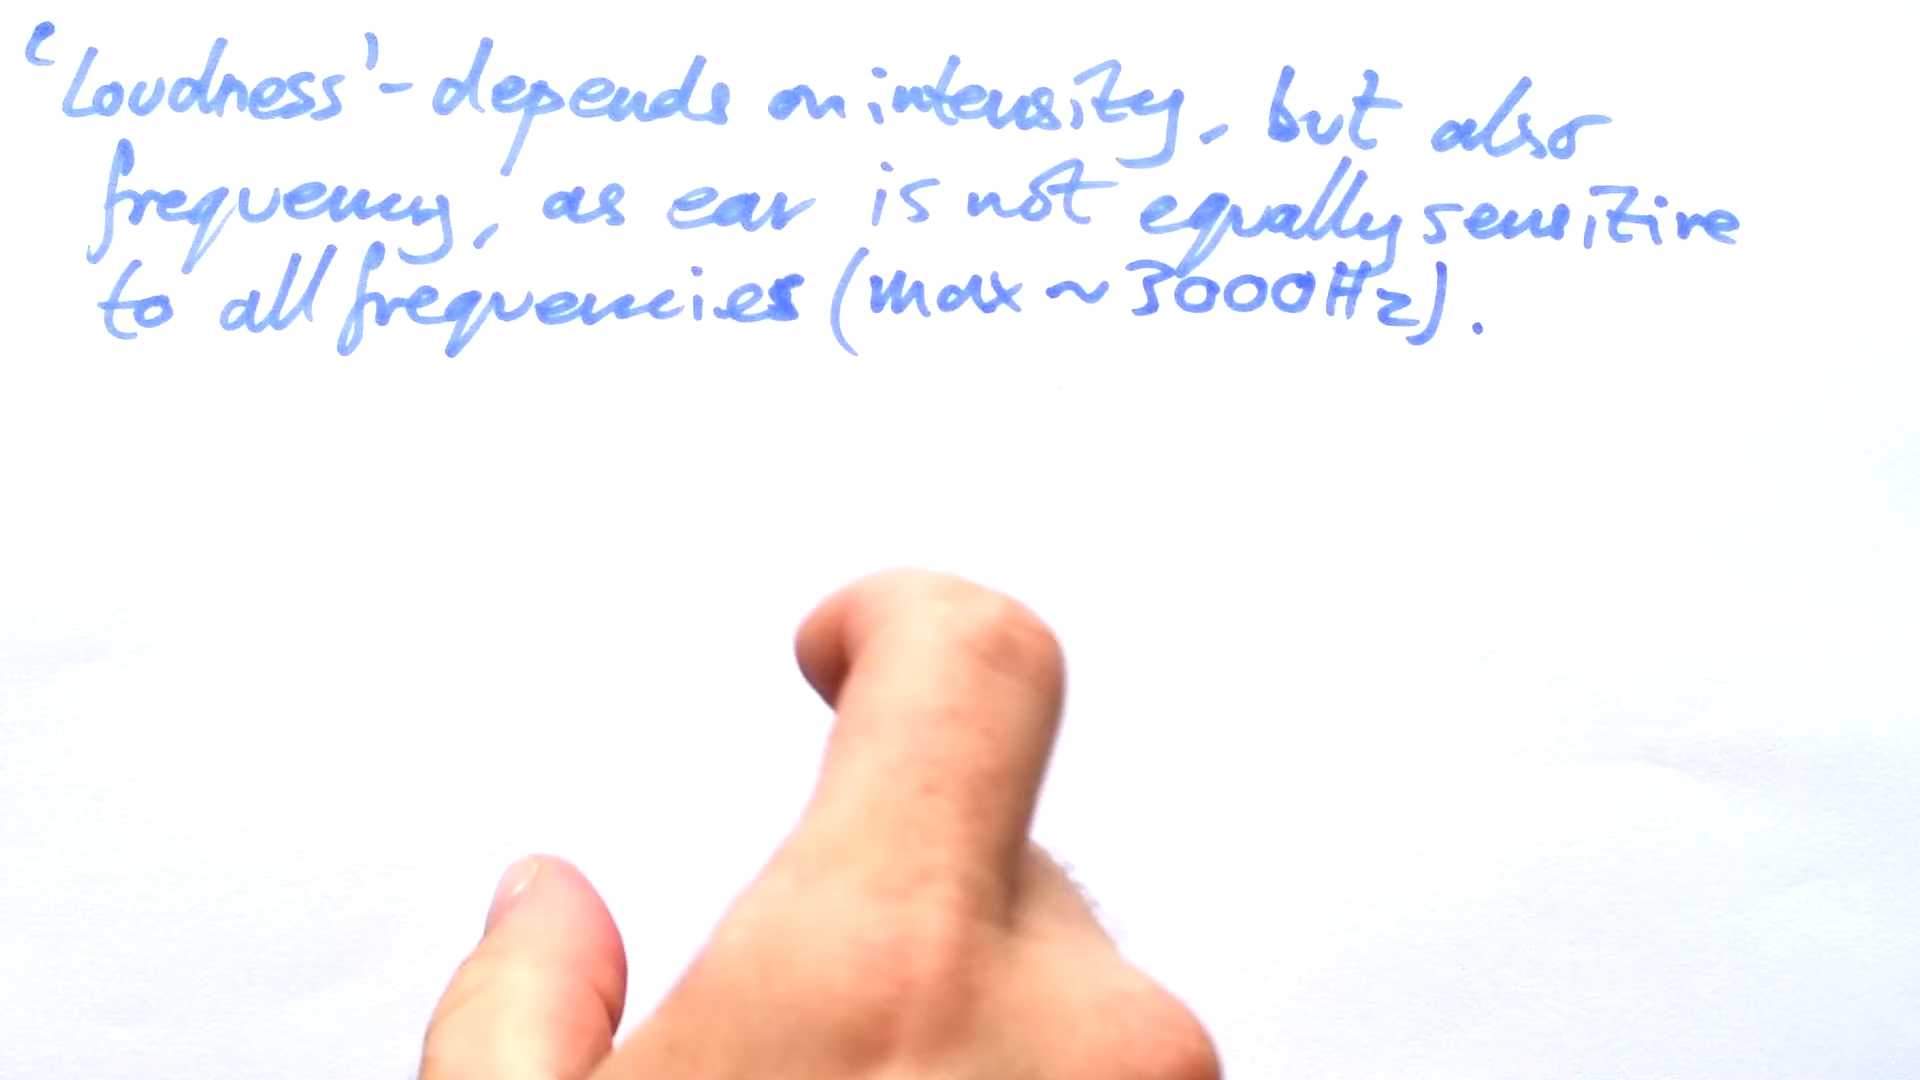 'Loudness' - depends on intensity, but also
frequency, as ear is not equally sensitive
to all frequencies (max ~ 3000Hz).